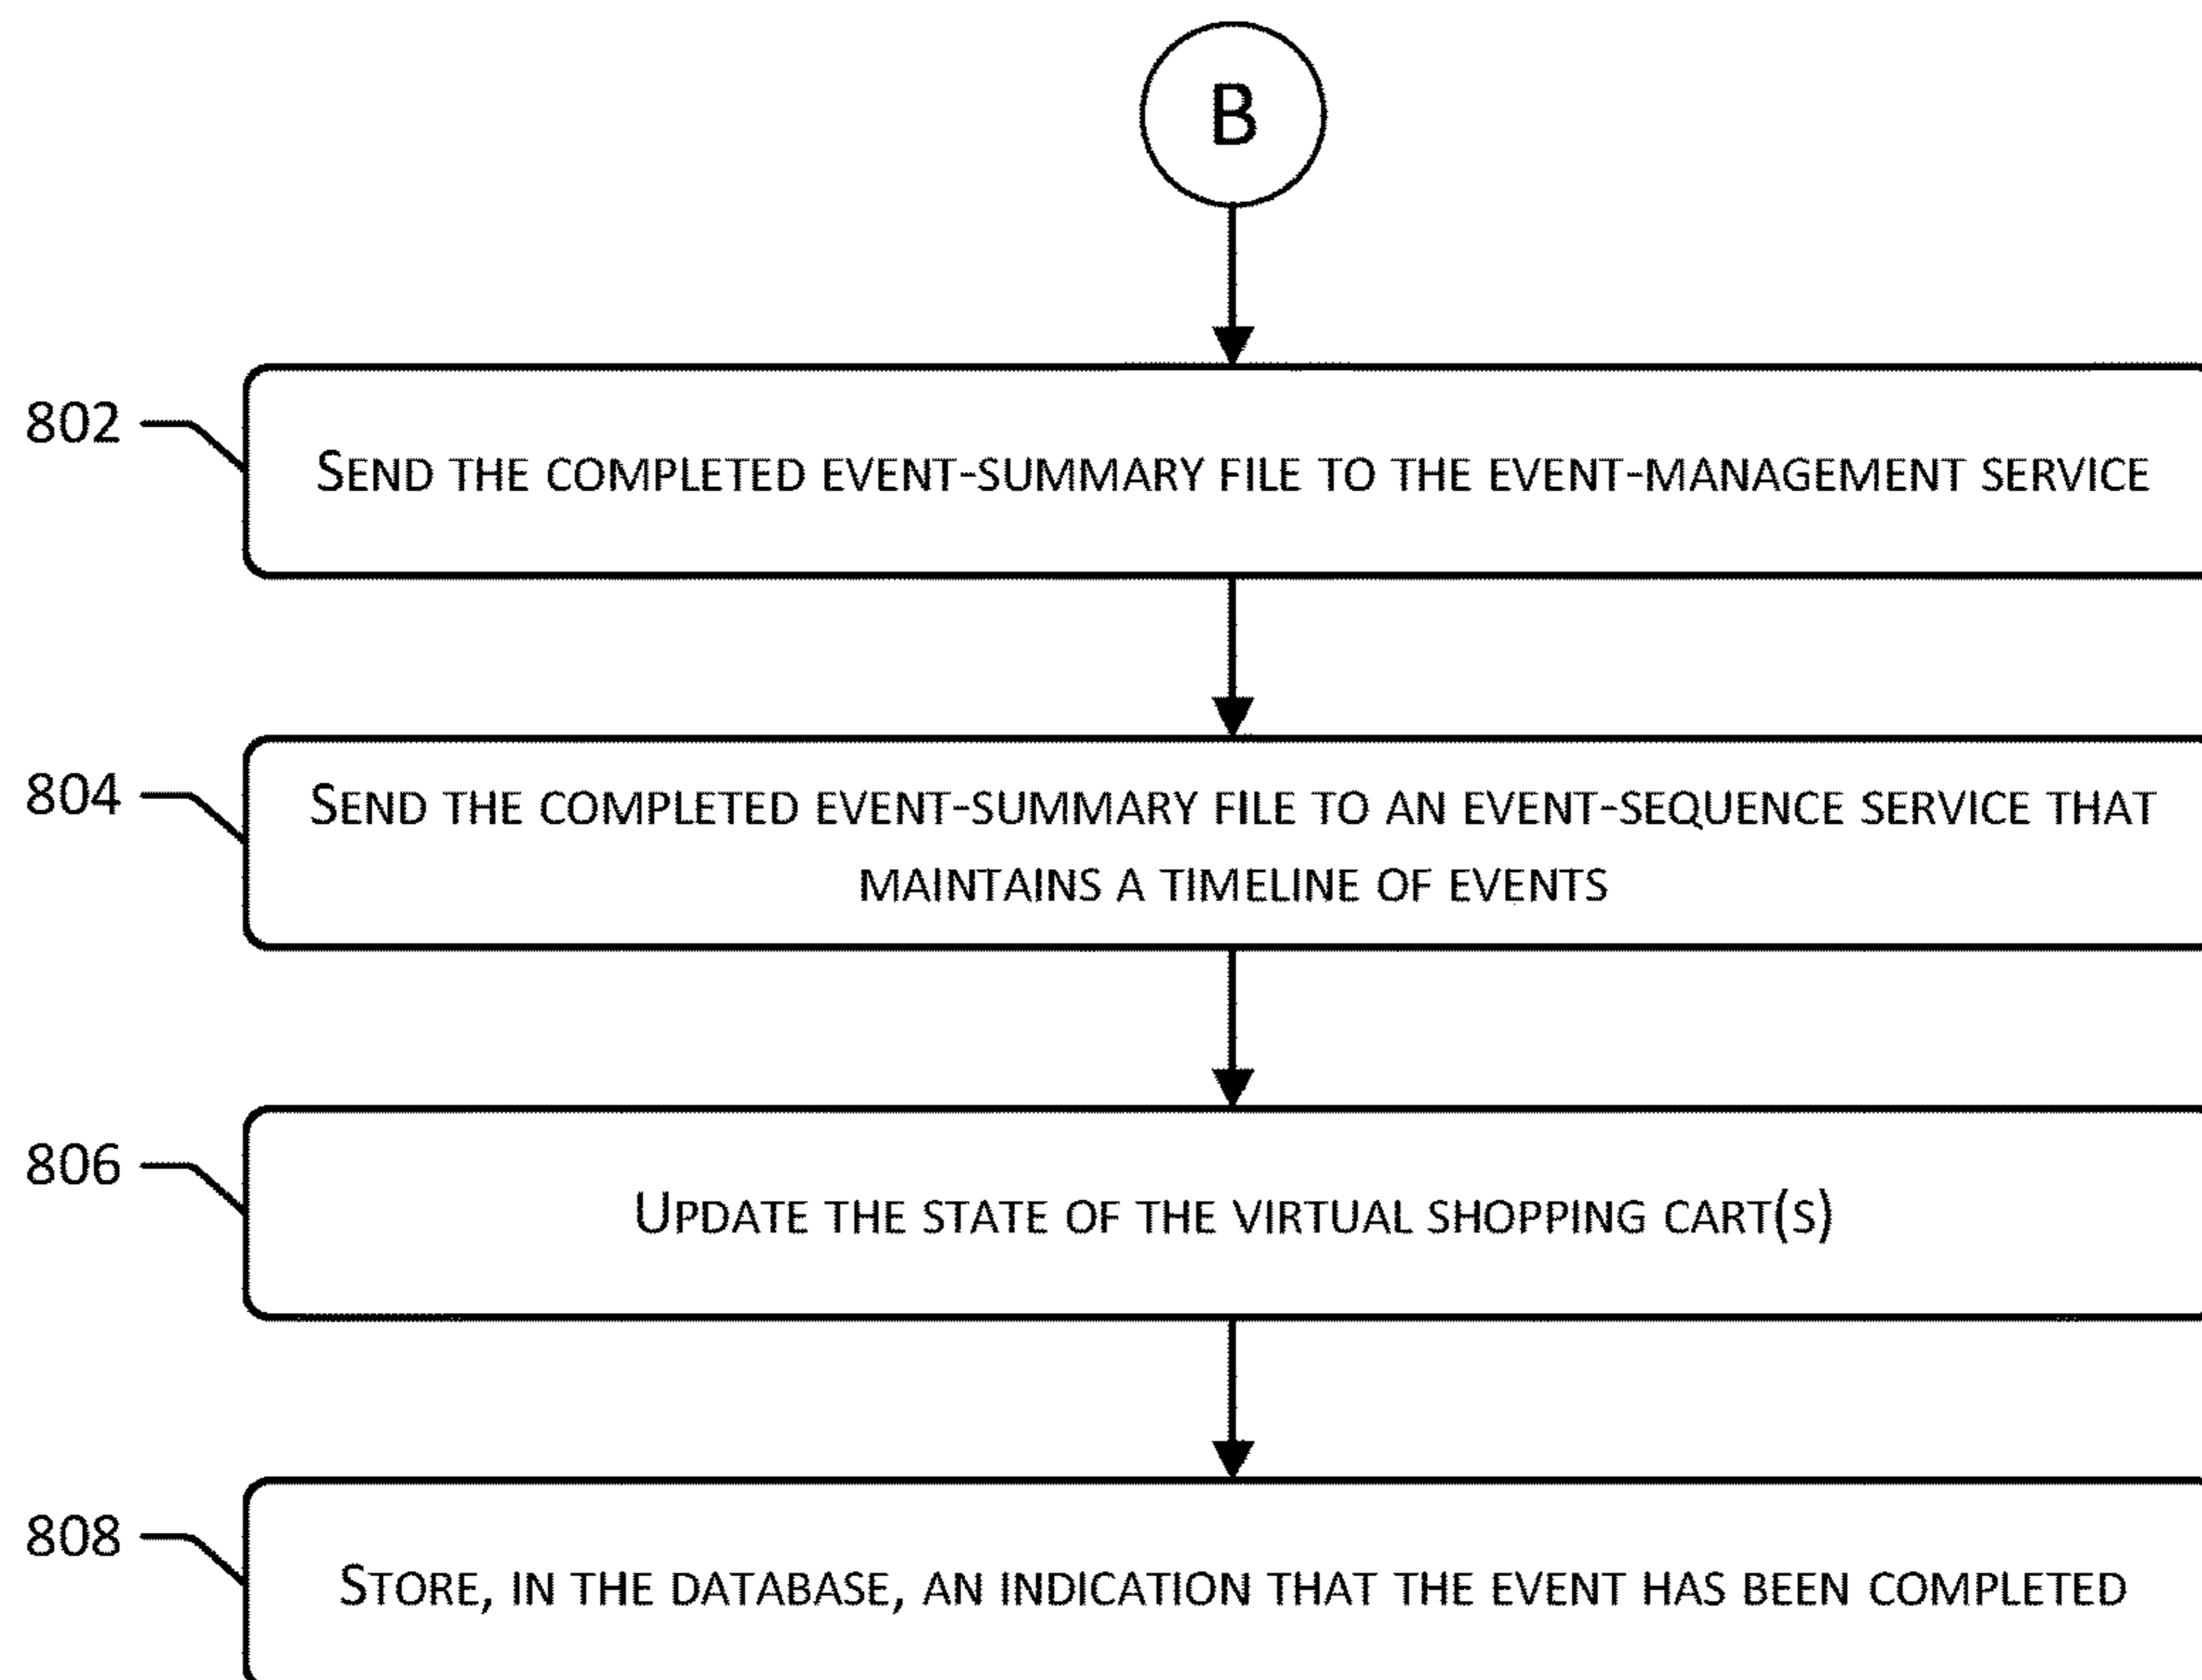 B
802
SEND THE COMPLETED EVENT-SUMMARY FILE TO THE EVENT-MANAGEMENT SERVICE
804
SEND THE COMPLETED EVENT-SUMMARY FILE TO AN EVENT-SEQUENCE SERVICE THAT
MAINTAINS A TIMELINE OF EVENTS
806
UPDATE THE STATE OF THE VIRTUAL SHOPPING CART(S)
808
STORE, IN THE DATABASE, AN INDICATION THAT THE EVENT HAS BEEN COMPLETED